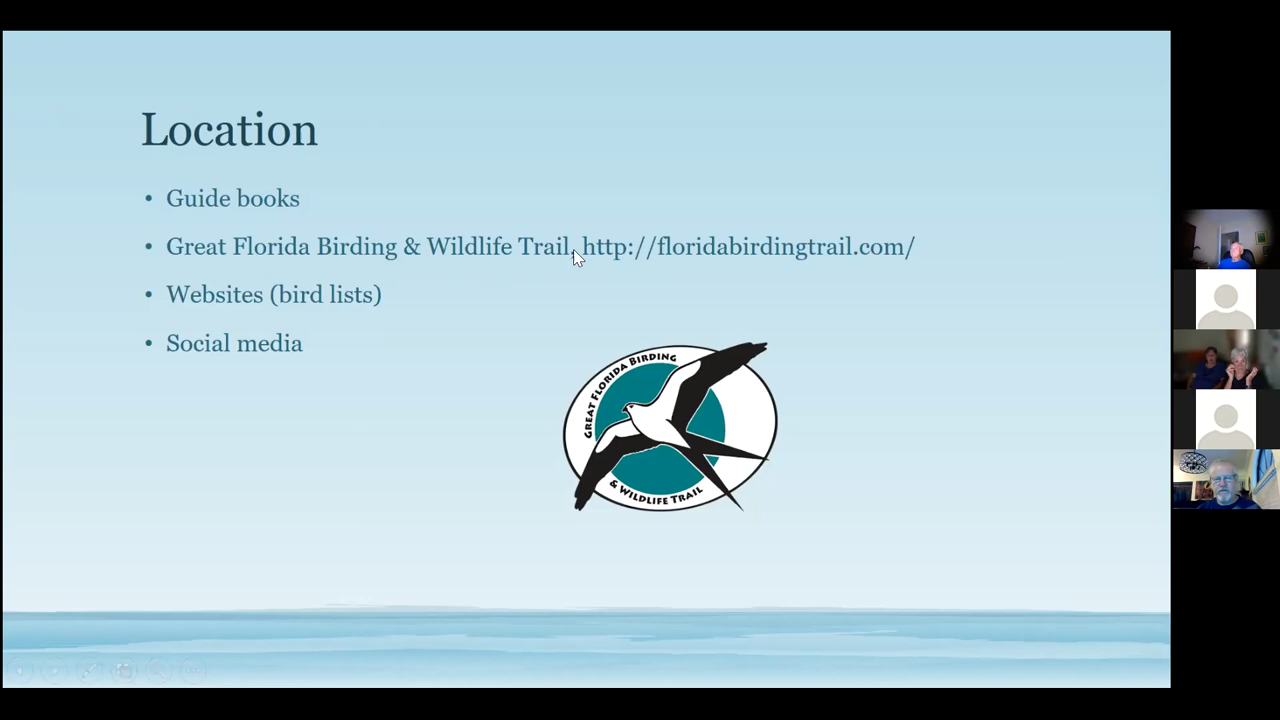 Location
• Guide books
• Great Florida Birding & Wildlife Trail, http://floridabirdingtrail.com/
• Websites (bird lists)
• Social media
GREAT FLORIDA BIRDING
& WILDLIFE TRAIL